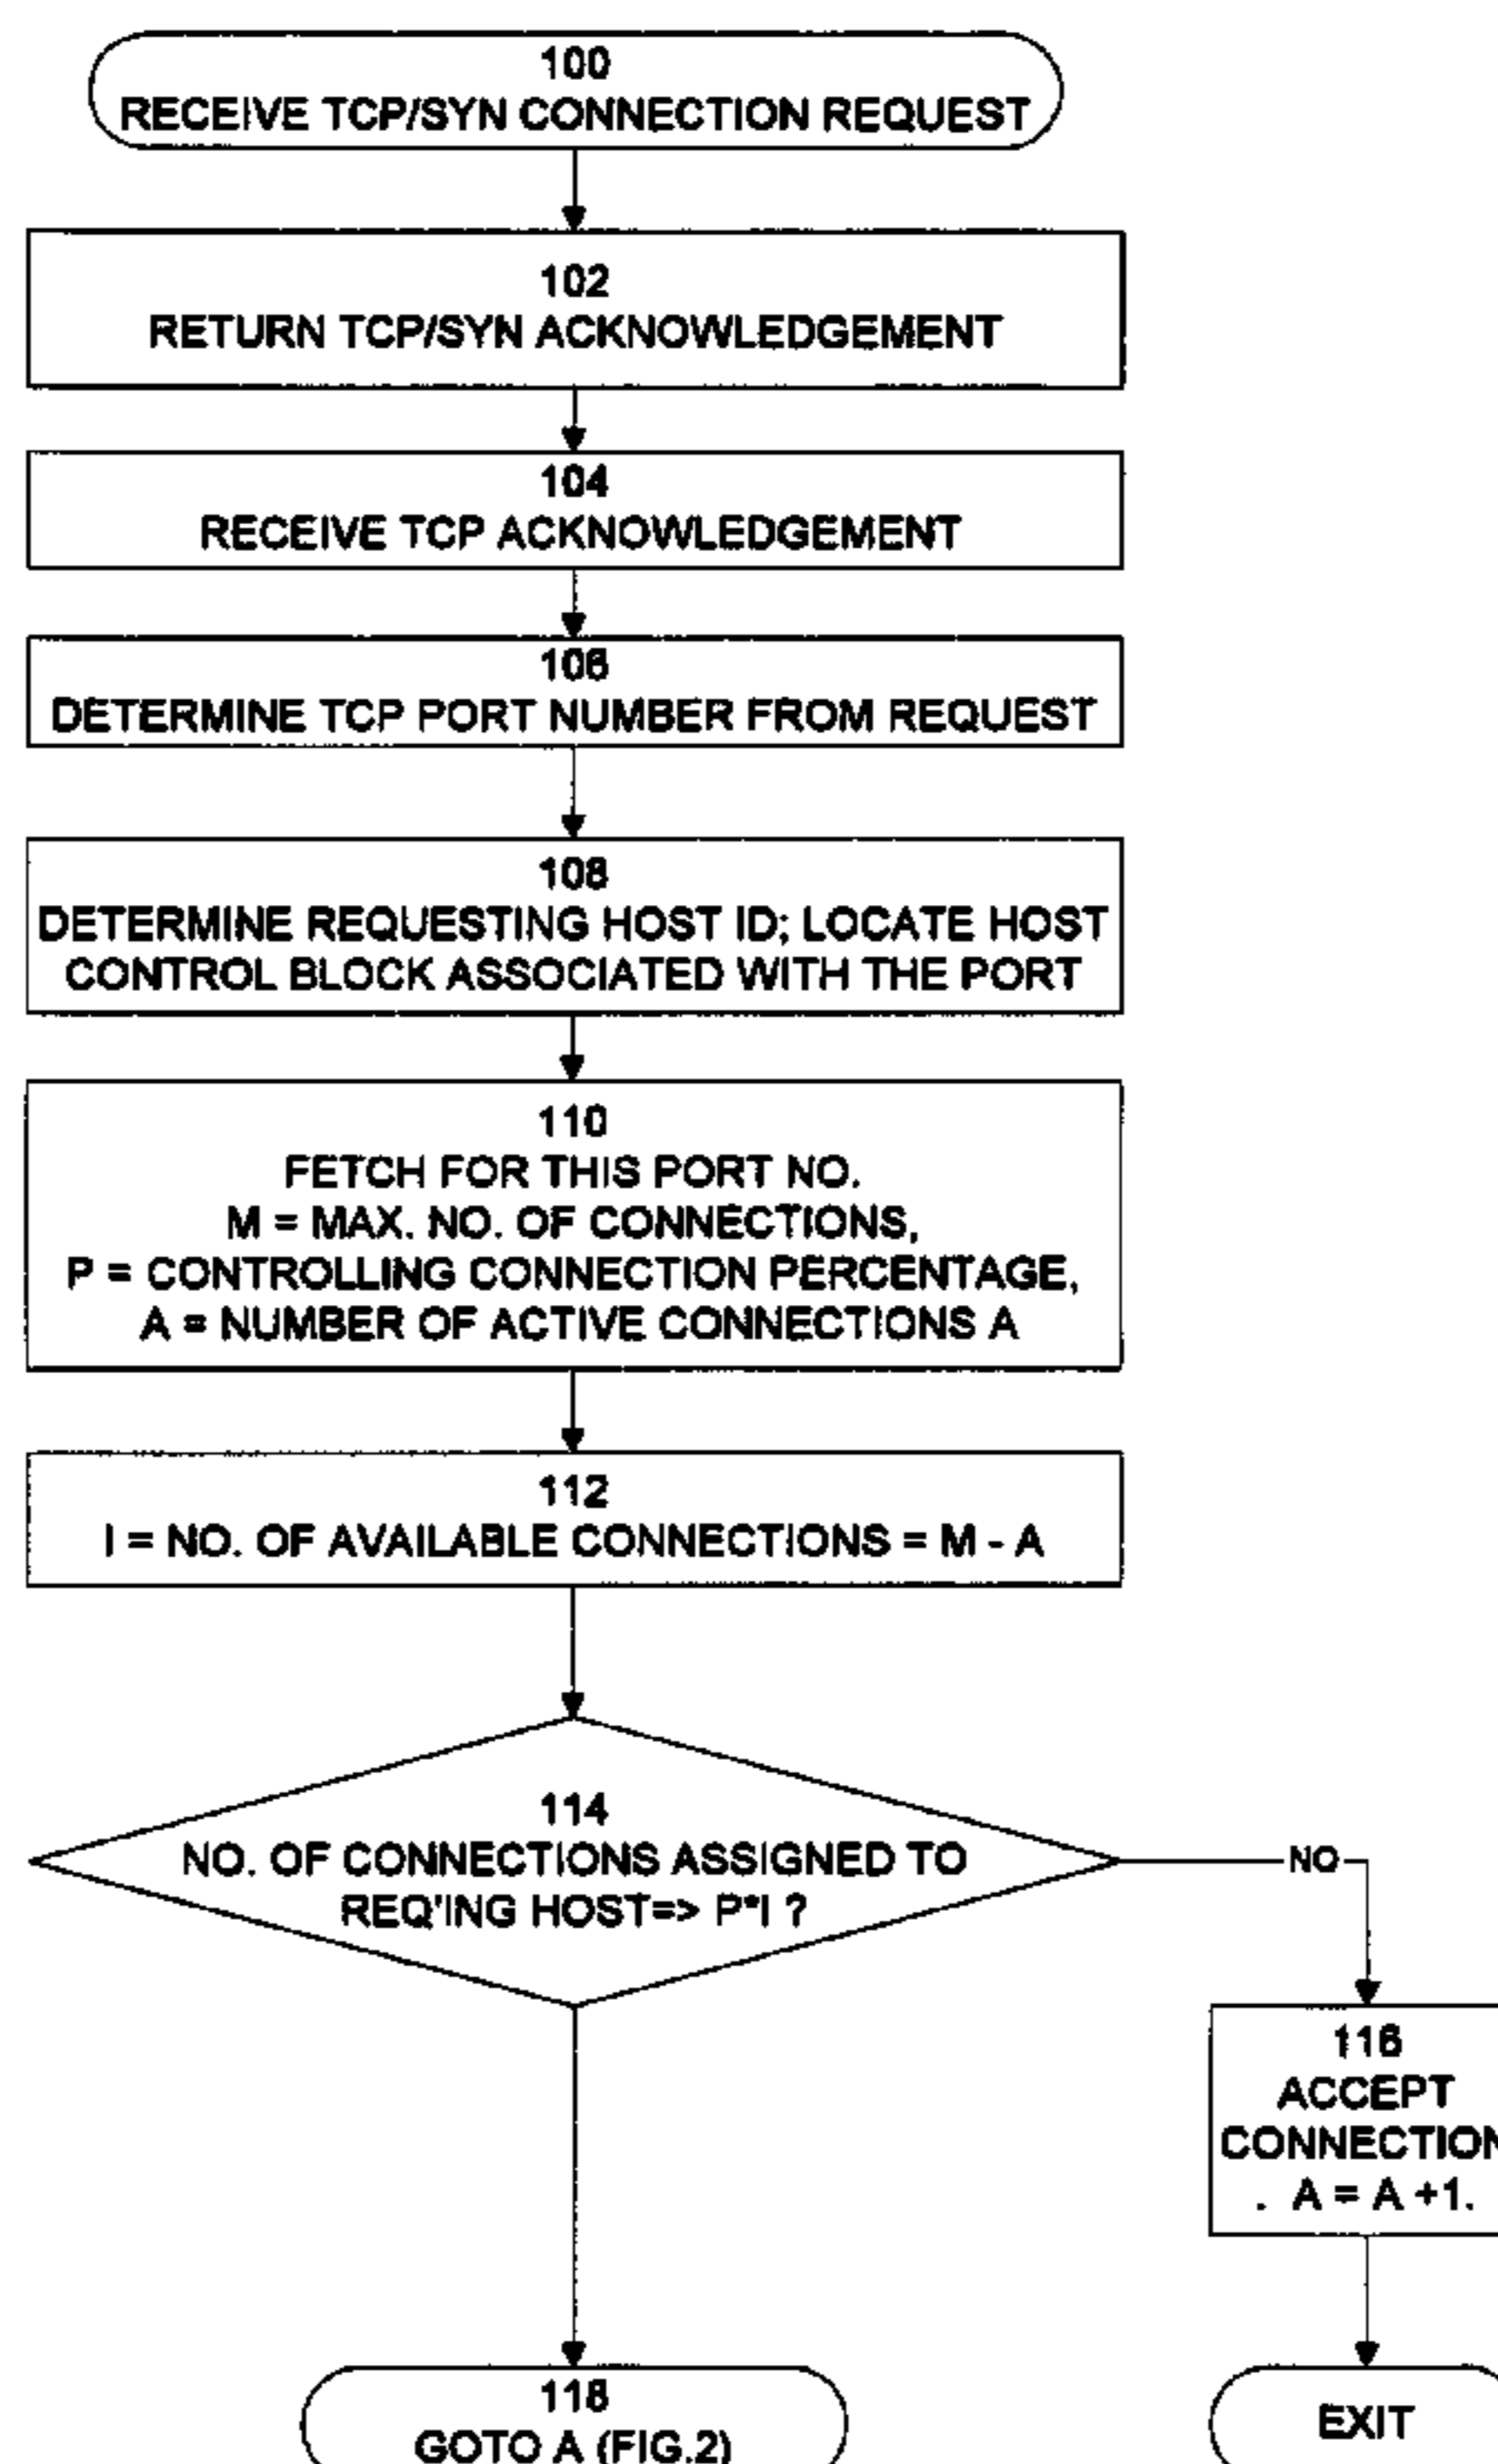 100
RECEIVE TCP/SYN CONNECTION REQUEST
102
RETURN TCP/SYN ACKNOWLEDGEMENT
104
RECEIVE TCP ACKNOWLEDGEMENT
106
DETERMINE TCP PORT NUMBER FROM REQUEST
108
DETERMINE REQUESTING HOST ID; LOCATE HOST
CONTROL BLOCK ASSOCIATED WITH THE PORT
110
FETCH FOR THIS PORT NO.
M = MAX. NO. OF CONNECTIONS,
P = CONTROLLING CONNECTION PERCENTAGE,
A = NUMBER OF ACTIVE CONNECTIONS A
112
I = NO. OF AVAILABLE CONNECTIONS = M - A
114
NO. OF CONNECTIONS ASSIGNED TO
REQ'ING HOST=> P*I ?
NO
116
ACCEPT
CONNECTION
. A = A +1.
118
GOTO A (FIG.2)
EXIT